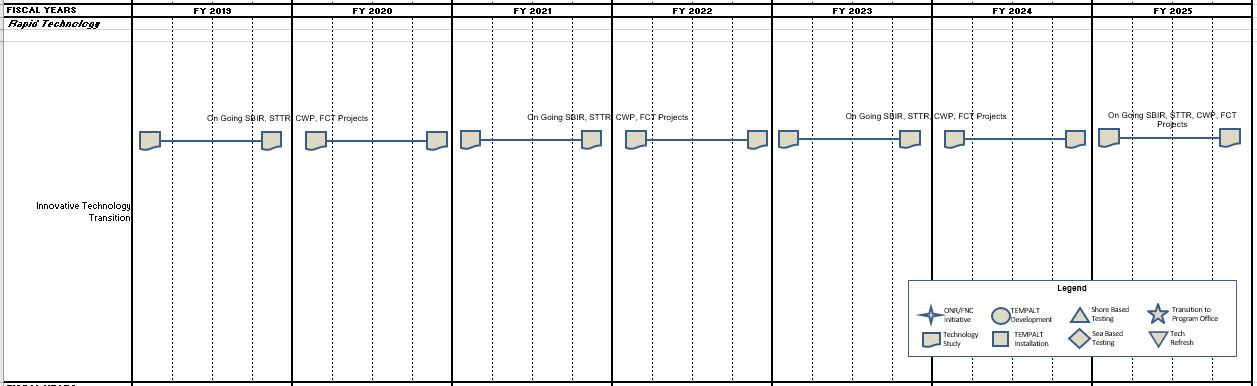 FISCAL YEARS FY 2019 FY 2020 FY 2021 FY 2022 FY 2023 FY 2024 FY 2025
Rapid Technology
On Going SBIR, STTR, CWP, FCT Projects
On Going SBIR, STTR, CWP, FCT Projects
On Going SBIR, STTR, CWP, FCT Projects
On Going SBIR, STTR, CWP, FCT
Projects
Innovative Technology
Transition
Legend
ONR/FNC
Initiative
TEMPALT
Development
Shore Based
Testing
Transition to
Program Office
Technology
Study
TEMPALT
Installation
Sea Based
Testing
Tech
Refresh